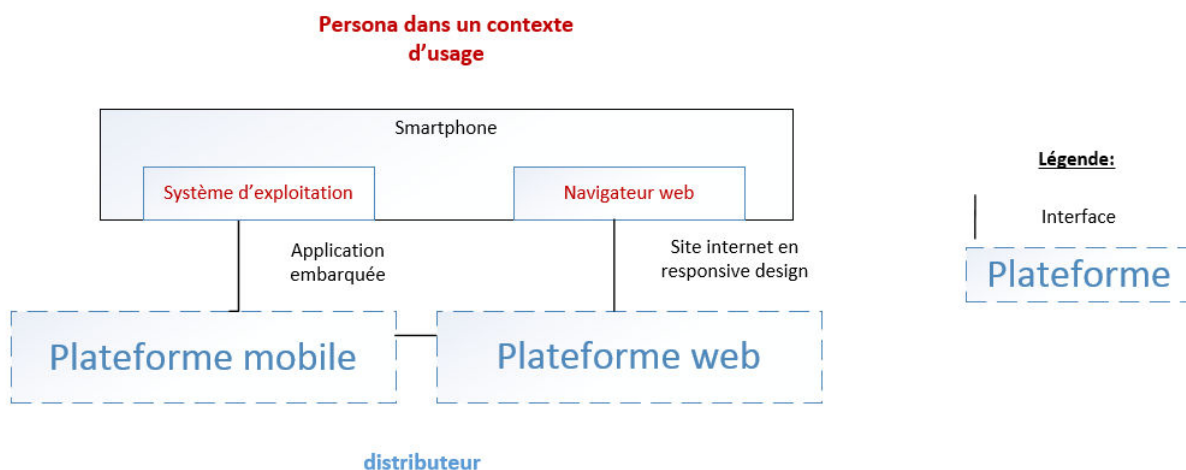 Persona dans un contexte
d’usage
Smartphone
Système d’exploitation
Navigateur web
Application
embarquée
Site internet en
responsive design
Plateforme mobile
Plateforme web
distributeur
Légende:
Interface
Plateforme